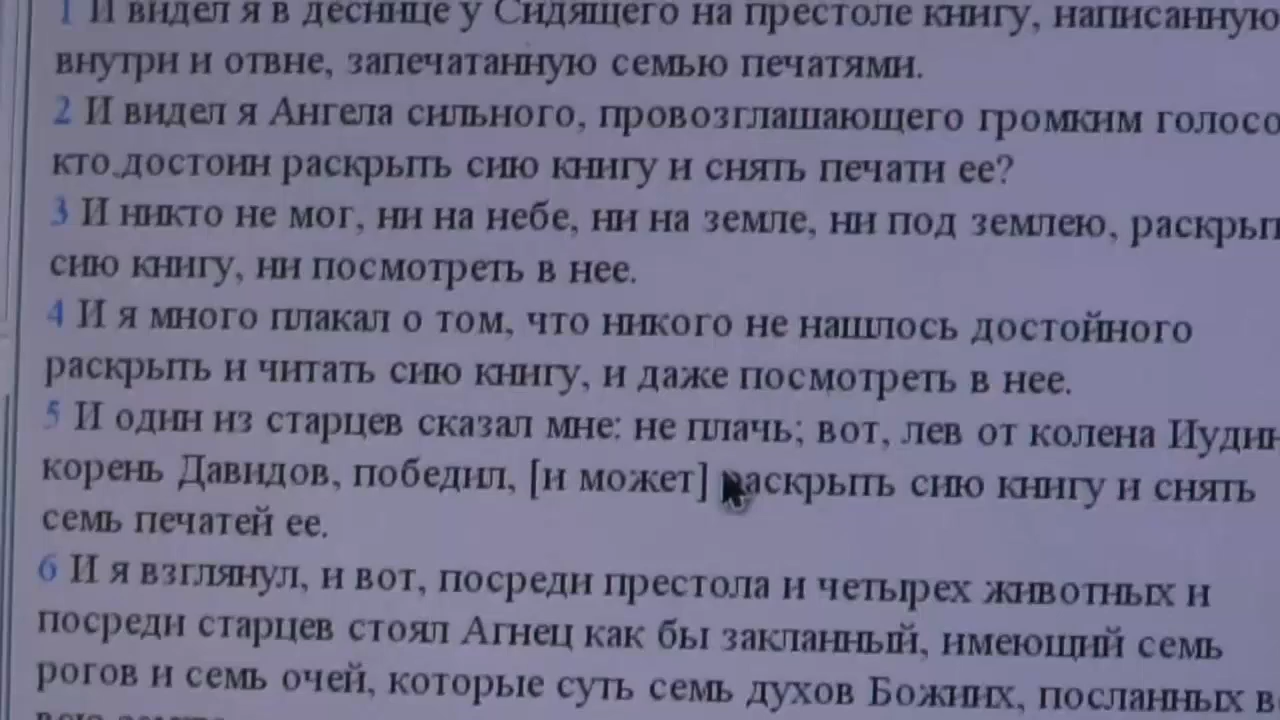 1 И видел я в деснице у Сидящего на престоле книгу, написанную
внутри и отвне, запечатанную семью печатями.
2 И видел я Ангела сильного, провозглашающего громким голосо
кто достоин раскрыть сию книгу и снять печати ее?
3 И никто не мог, ни на небе, ни на земле, ни под землею, раскрыт
сию книгу, ни посмотреть в нее.
4 И я много плакал о том, что никого не нашлось достойного
раскрыть и читать сию книгу, и даже посмотреть в нее.
5 И один из старцев сказал мне: не плачь; вот, лев от колена Иудин
корень Давидов, победил, [и может] раскрыть сию книгу и снять
семь печатей ее.
6 И я взглянул, и вот, посреди престола и четырех животных и
посреди старцев стоял Агнец как бы закланный, имеющий семь
рогов и семь очей, которые суть семь духов Божиих, посланных в